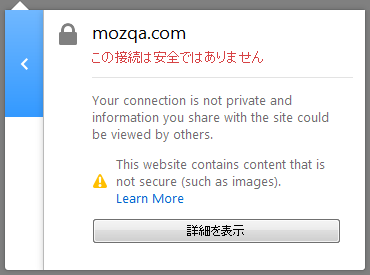 mozqa.com
この接続は安全ではありません
Your connection is not private and
information you share with the site could
be viewed by others.
This website contains content that is
not secure (such as images).
Learn More
詳細を表示